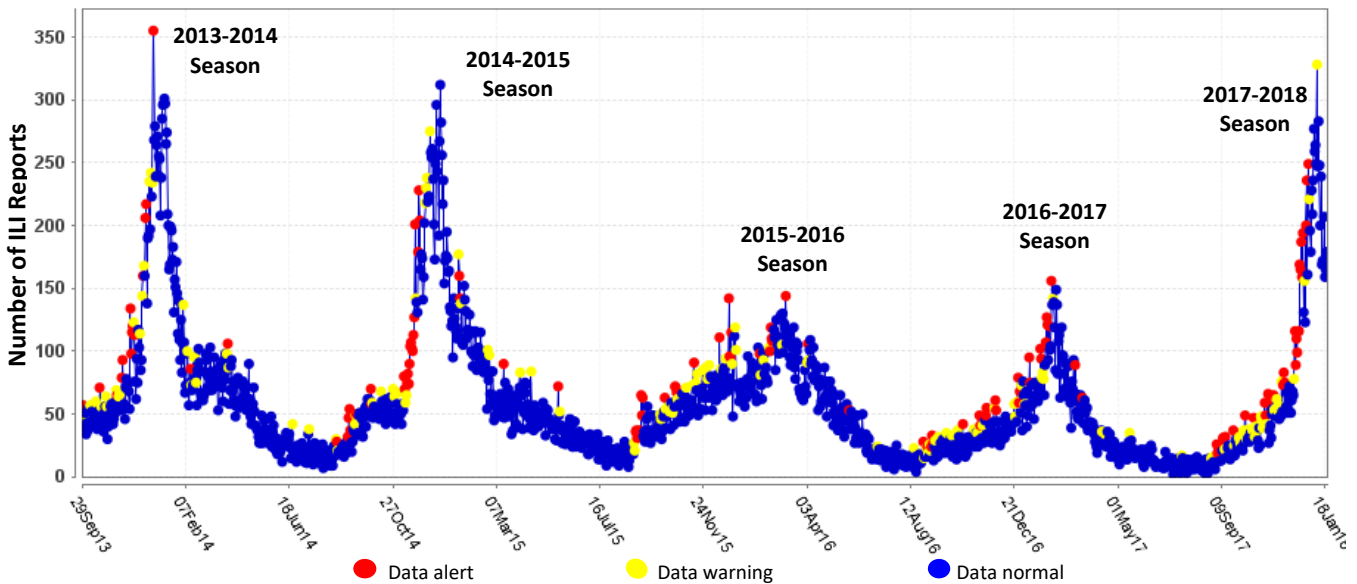 350
300
250
200
150
100
50
0
Number of ILI Reports
2013-2014
Season
2014-2015
Season
2015-2016
Season
2016-2017
Season
2017-2018
Season
29Sep13
07Feb14
16Jun14
27Oct14
07Mar15
16Jul15
24Nov15
03Apr16
12Aug16
21Dec16
01May17
09Sep17
18Jan18
Data alert
Data warning
Data normal